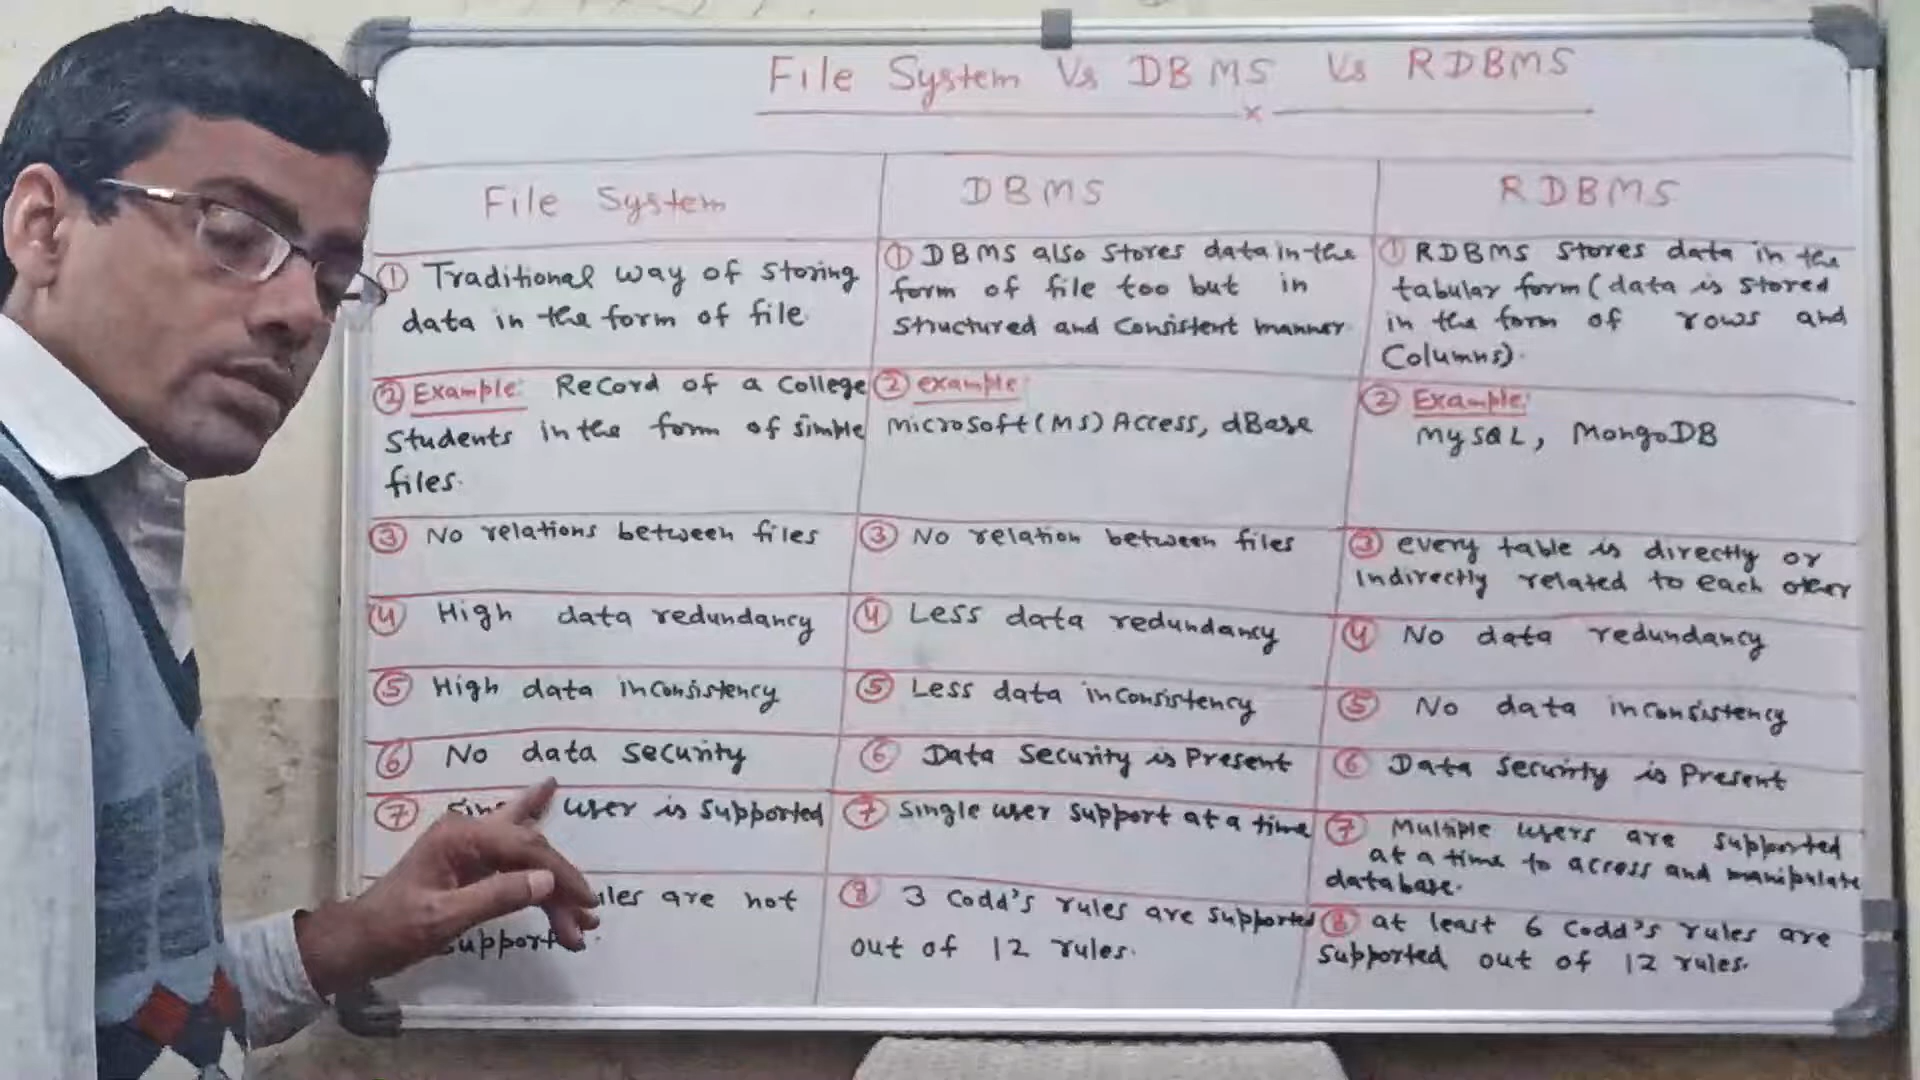 File System Vs DBMS Vs RDBMS
x
File System
① Traditional way of storing
data in the form of file.
② Example: Record of a College
Students in the form of simple
files.
③ No relations between files
④ High data redundancy
⑤ High data inconsistency
⑥ No data security
⑦ user is supported
are not
DBMS
① DBMS also stores data in the
form of file too but in
structured and consistent manner.
② example:
Microsoft(MS) Access, dBase
③ No relation between files
④ Less data redundancy
⑤ Less data inconsistency
⑥ Data Security is Present
⑦ Single user support at a time
⑧ 3 Codd's rules are supported
out of 12 rules.
RDBMS
① RDBMS stores data in the
tabular form (data is stored
in the form of rows and
Columns).
② Example:
MySQL, MongoDB
③ every table is directly or
Indirectly related to each other
④ No data redundancy
⑤ No data inconsistency
⑥ Data Security is Present
⑦ Multiple users are supported
at a time to access and manipulate
database.
⑧ at least 6 Codd's rules are
supported out of 12 rules.